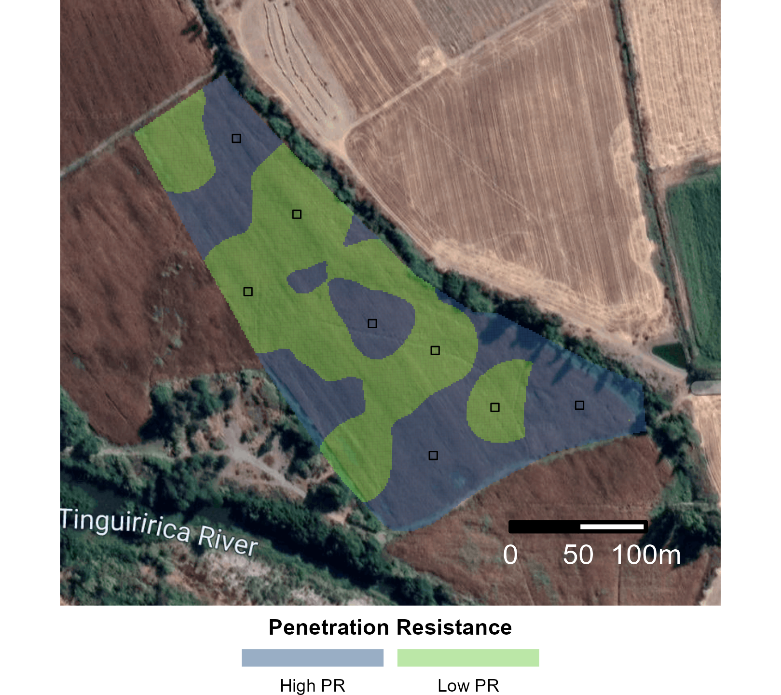 Tinguiririca River
0 50 100m
Penetration Resistance
High PR Low PR